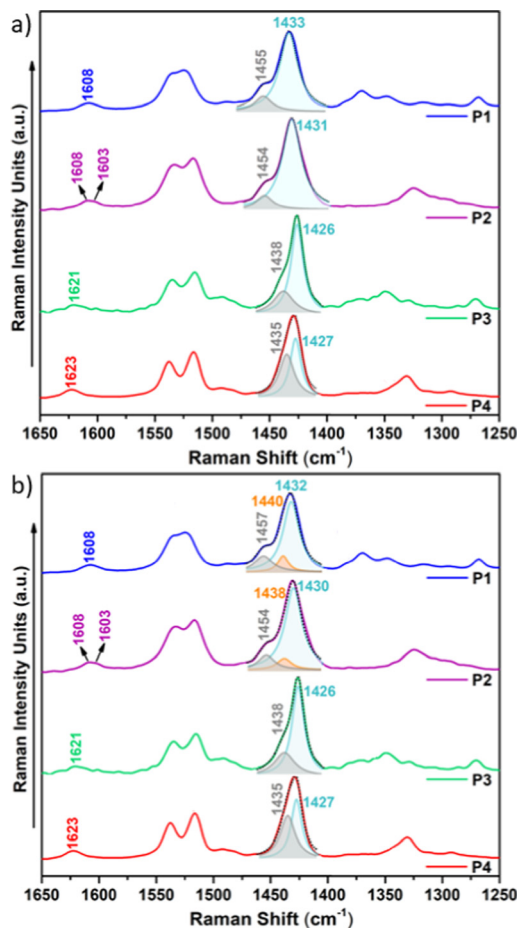 a)
Raman Intensity Units (a.u.)
1433
1455
1608
P1
1431
1454
1608
1603
P2
1426
1438
1621
P3
1427
1435
1623
P4
1650 1600 1550 1500 1450 1400 1350 1300 1250
Raman Shift (cm⁻¹)
b)
Raman Intensity Units (a.u.)
1432
1440
1457
1608
P1
1430
1438
1454
1608
1603
P2
1426
1438
1621
P3
1427
1435
1623
P4
1650 1600 1550 1500 1450 1400 1350 1300 1250
Raman Shift (cm⁻¹)